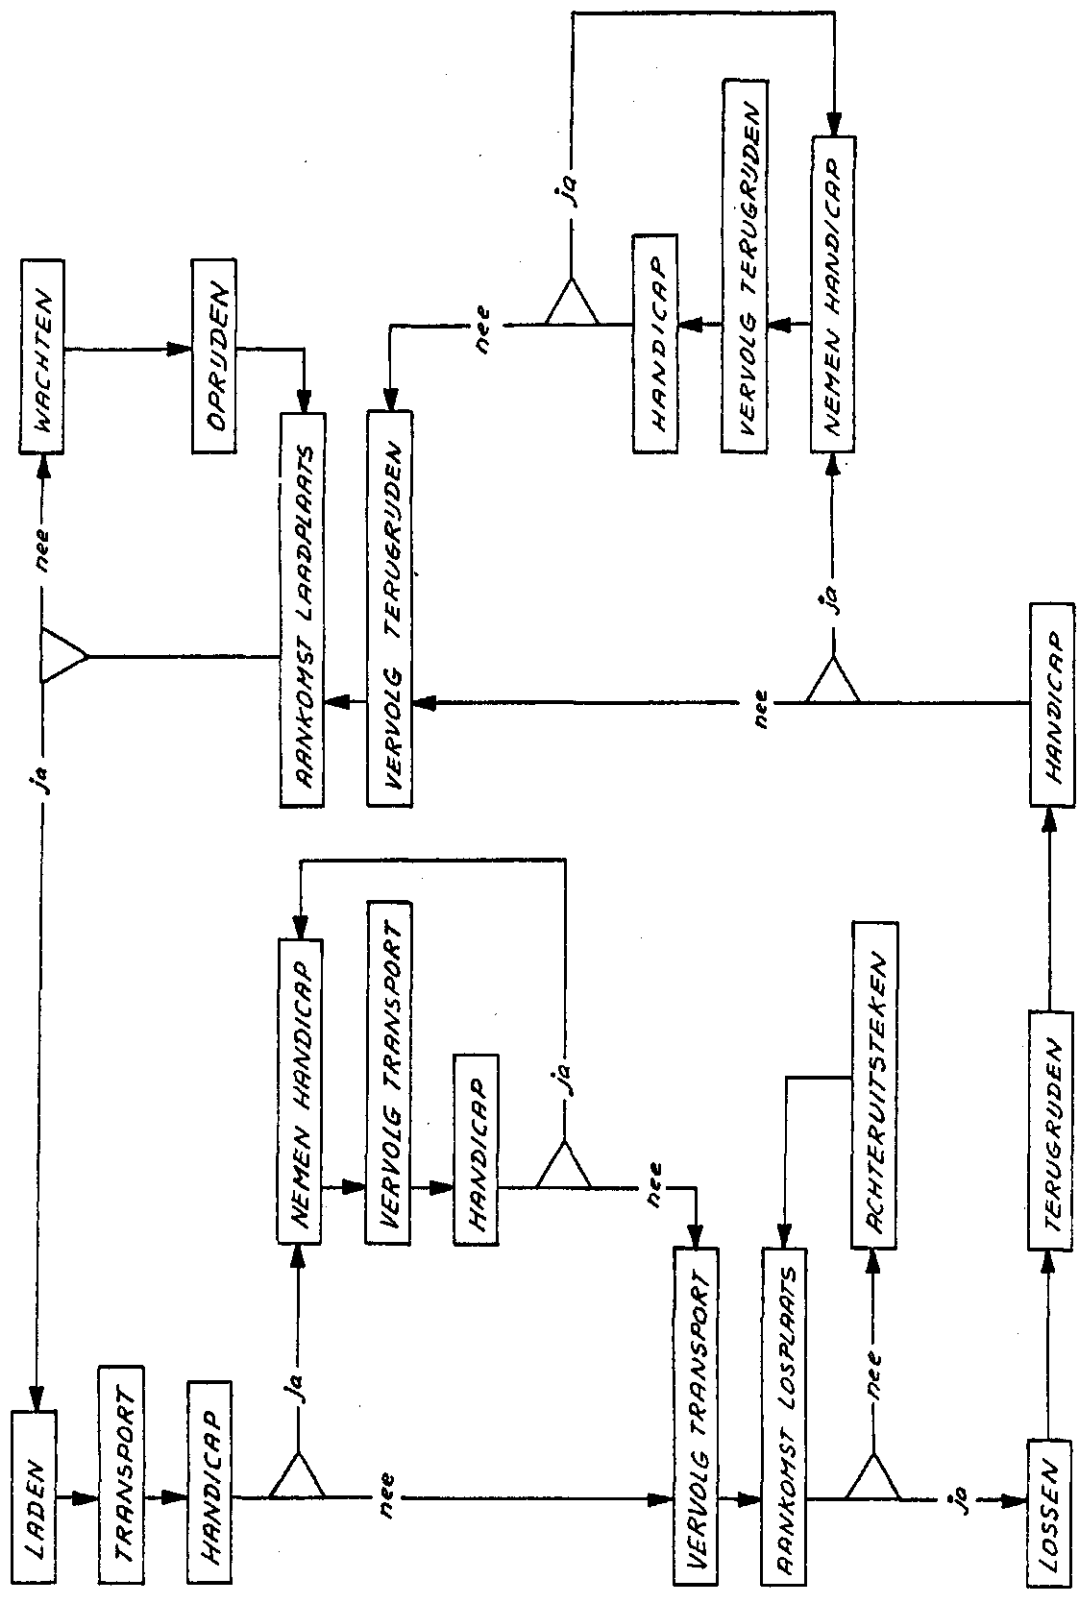 LADEN
TRANSPORT
HANDICAP
ja
nee
NEMEN HANDICAP
VERVOLG TRANSPORT
HANDICAP
ja
nee
VERVOLG TRANSPORT
AANKOMST LOSPLAATS
nee
ja
ACHTERUITSTEKEN
LOSSEN
TERUGRIJDEN
HANDICAP
ja
nee
NEMEN HANDICAP
VERVOLG TERUGRIJDEN
HANDICAP
ja
nee
VERVOLG TERUGRIJDEN
AANKOMST LAADPLAATS
ja
nee
WACHTEN
OPRIJDEN